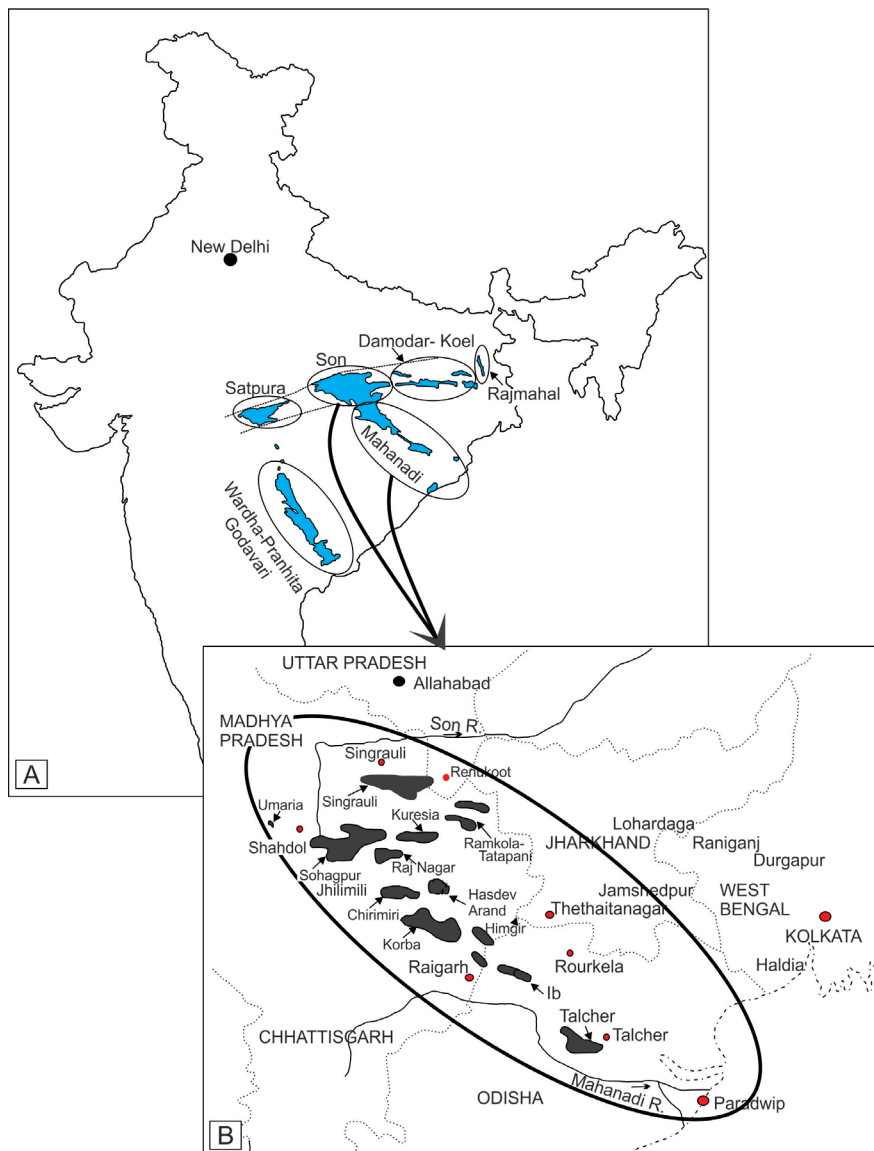 New Delhi
Damodar- Koel
Son
Satpura
Rajmahal
Mahanadi
Wardha-Pranhita
Godavari
A
UTTAR PRADESH
Allahabad
MADHYA
PRADESH
Son R.
Singrauli
Renukoot
Singrauli
Umaria
Kuresia
Lohardaga
Shahdol
Ramkola-
Tatapani
JHARKHAND
Raniganj
Durgapur
Sohagpur
Raj Nagar
Jhilimili
Hasdev
Arand
Jamshedpur
WEST
BENGAL
Chirimiri
Thethaitanagar
Himgir
Korba
KOLKATA
Raigarh
Rourkela
Haldia
Ib
Talcher
CHHATTISGARH
Talcher
Mahanadi R.
ODISHA
Paradwip
B